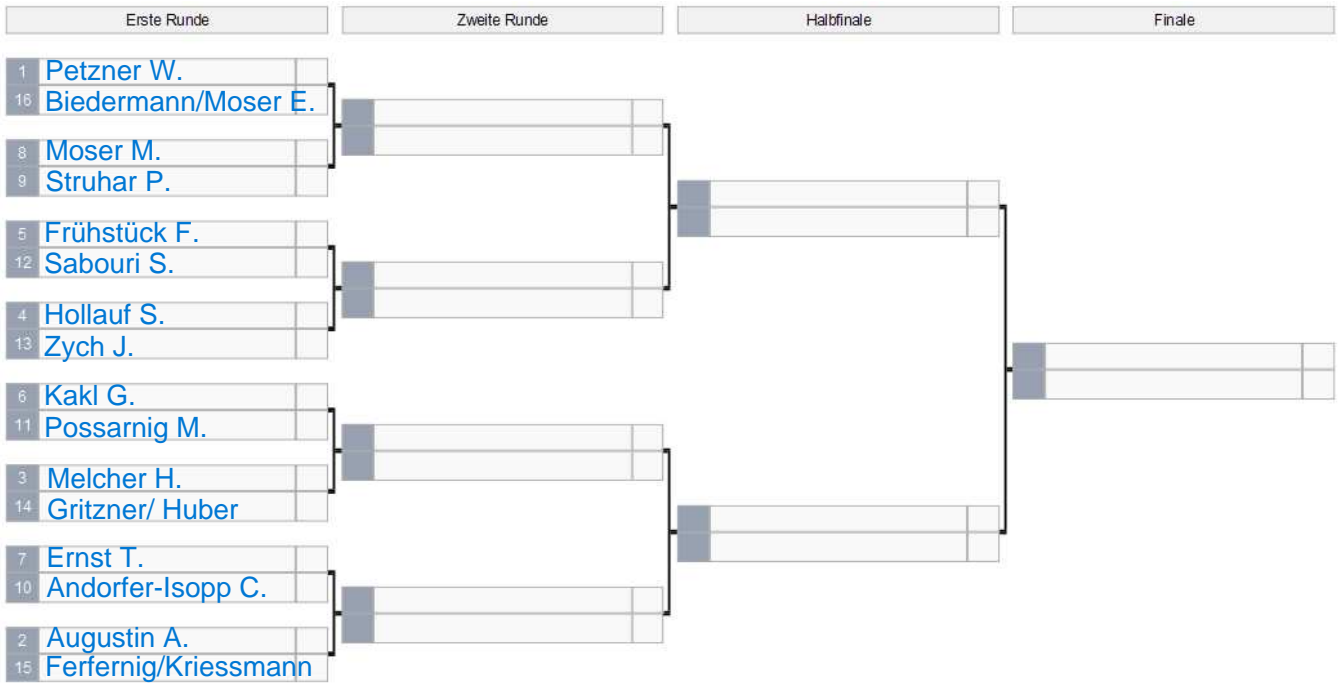 Erste Runde Zweite Runde Halbfinale Finale
1 Petzner W.
16 Biedermann/Moser E.
8 Moser M.
9 Struhar P.
5 Frühstück F.
12 Sabouri S.
4 Hollauf S.
13 Zych J.
6 Kakl G.
11 Possarnig M.
3 Melcher H.
14 Gritzner/ Huber
7 Ernst T.
10 Andorfer-Isopp C.
2 Augustin A.
15 Ferfernig/Kriessmann